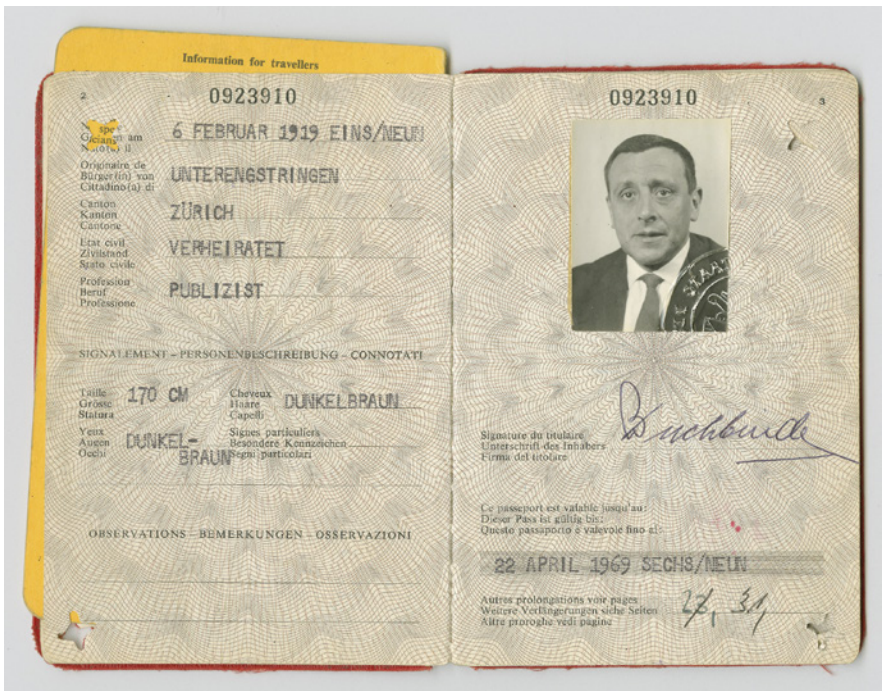 Information for travellers
2
0923910
am
6 FEBRUAR 1919 EINS/NEUN
Originaire de
Bürger(in) von
Cittadino(a) di
UNTERENGSTRINGEN
Canton
Kanton
Cantone
ZÜRICH
Etat civil
Zivilstand
Stato civile
VERHEIRATET
Profession
Beruf
Professione
PUBLIZIST
SIGNALEMENT – PERSONENBESCHREIBUNG – CONNOTATI
Taille
Grösse
Statura
170 CM
Cheveux
Haare
Capelli
DUNKELBRAUN
Yeux
Augen
Occhi
DUNKEL-
BRAUN
Signes particuliers
Besondere Kennzeichen
Segni particolari
OBSERVATIONS – BEMERKUNGEN – OSSERVAZIONI
3
0923910
Signature du titulaire
Unterschrift des Inhabers
Firma del titolare
Ce passeport est valable jusqu'au:
Dieser Pass ist gültig bis:
Questo passaporto è valevole fino al:
22 APRIL 1969 SECHS/NEUN
Autres prolongations voir pages
Weitere Verlängerungen siehe Seiten
Altre proroghe vedi pagine
31,